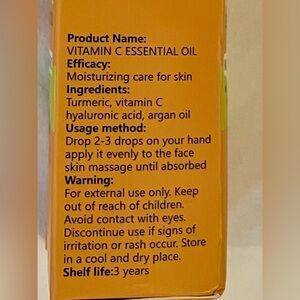 Product Name:
VITAMIN C ESSENTIAL OIL
Efficacy:
Moisturizing care for skin
Ingredients:
Turmeric, vitamin C
hyaluronic acid, argan oil
Usage method:
Drop 2-3 drops on your hand
apply it evenly to the face
skin massage until absorbed
Warning:
For external use only. Keep
out of reach of children.
Avoid contact with eyes.
Discontinue use if signs of
irritation or rash occur. Store
in a cool and dry place.
Shelf life:3 years